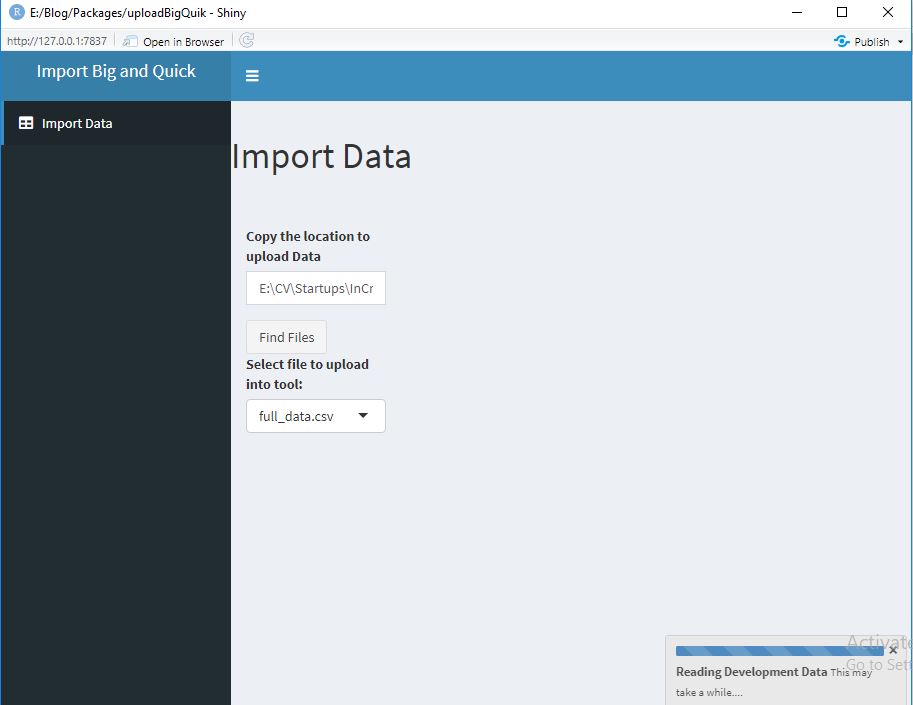 E:/Blog/Packages/uploadBigQuik - Shiny
http://127.0.0.1:7837 Open in Browser Publish
Import Big and Quick
Import Data
Import Data
Copy the location to
upload Data
E:\CV\Startups\InCr
Find Files
Select file to upload
into tool:
full_data.csv
Activate
Reading Development Data This may
Go to Sett
take a while....